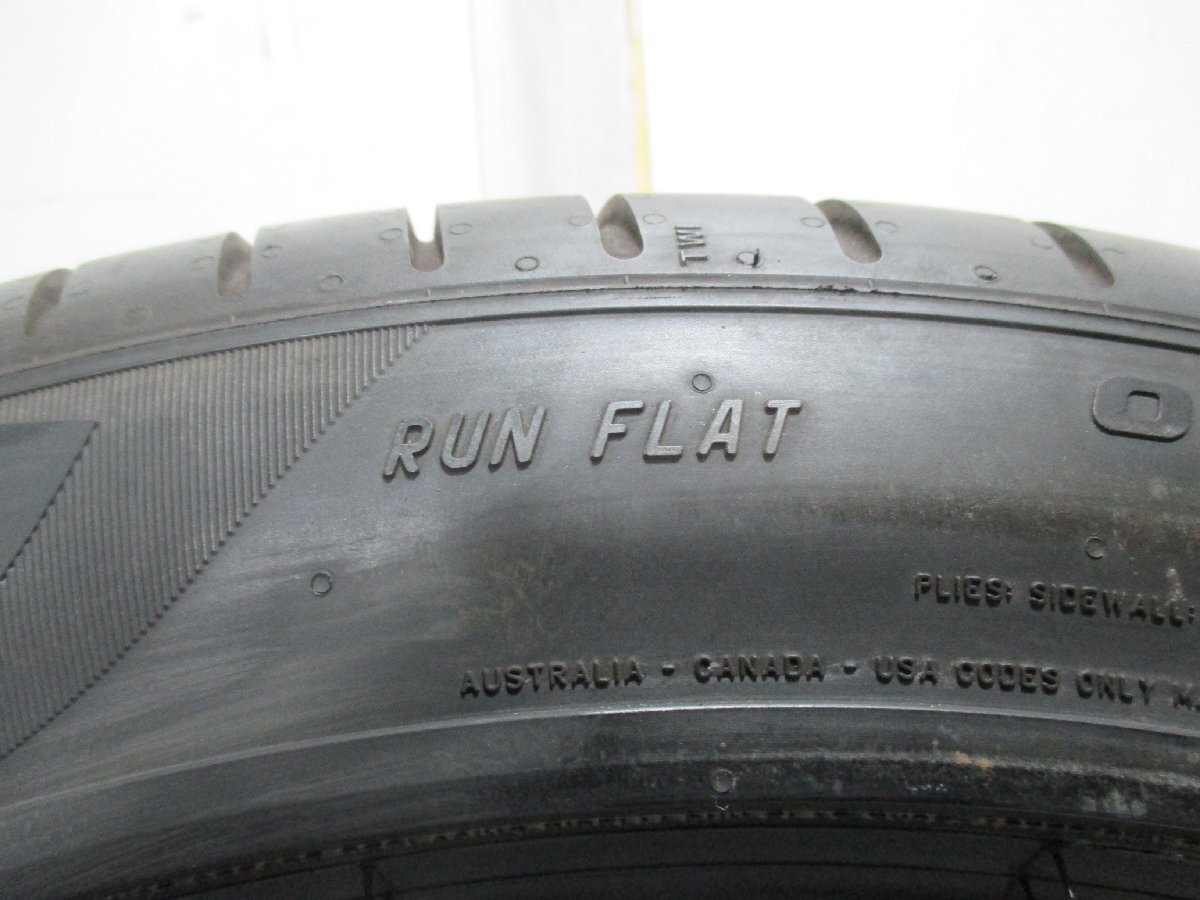 TWI
RUN FLAT
PLIES: SIDEWALL:
AUSTRALIA - CANADA - USA CODES ONLY